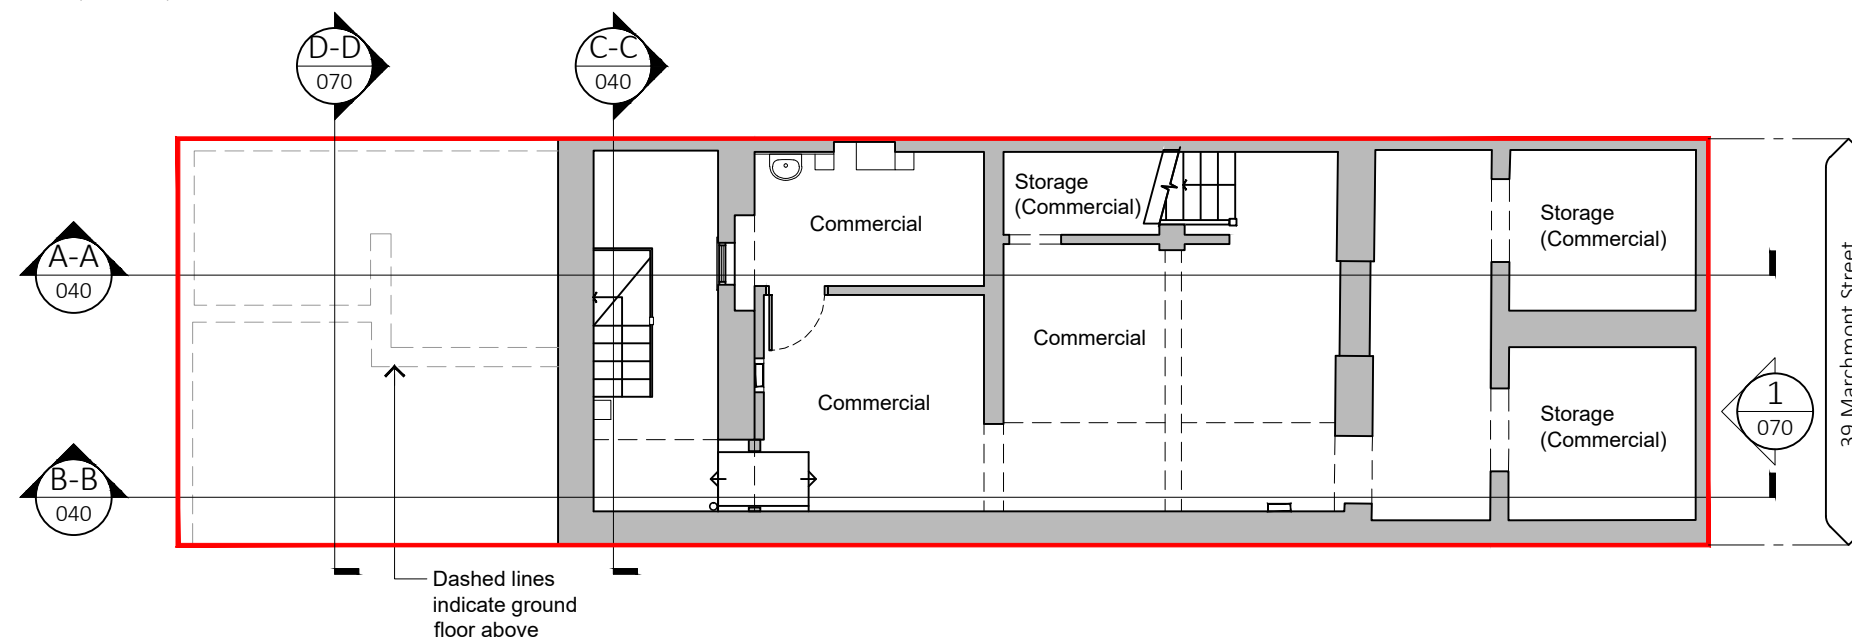 D-D
070
C-C
040
Storage
(Commercial)
Commercial
Storage
(Commercial)
A-A
040
39 Marchmont Street
Commercial
Commercial
1
070
Storage
(Commercial)
B-B
040
Dashed lines
indicate ground
floor above